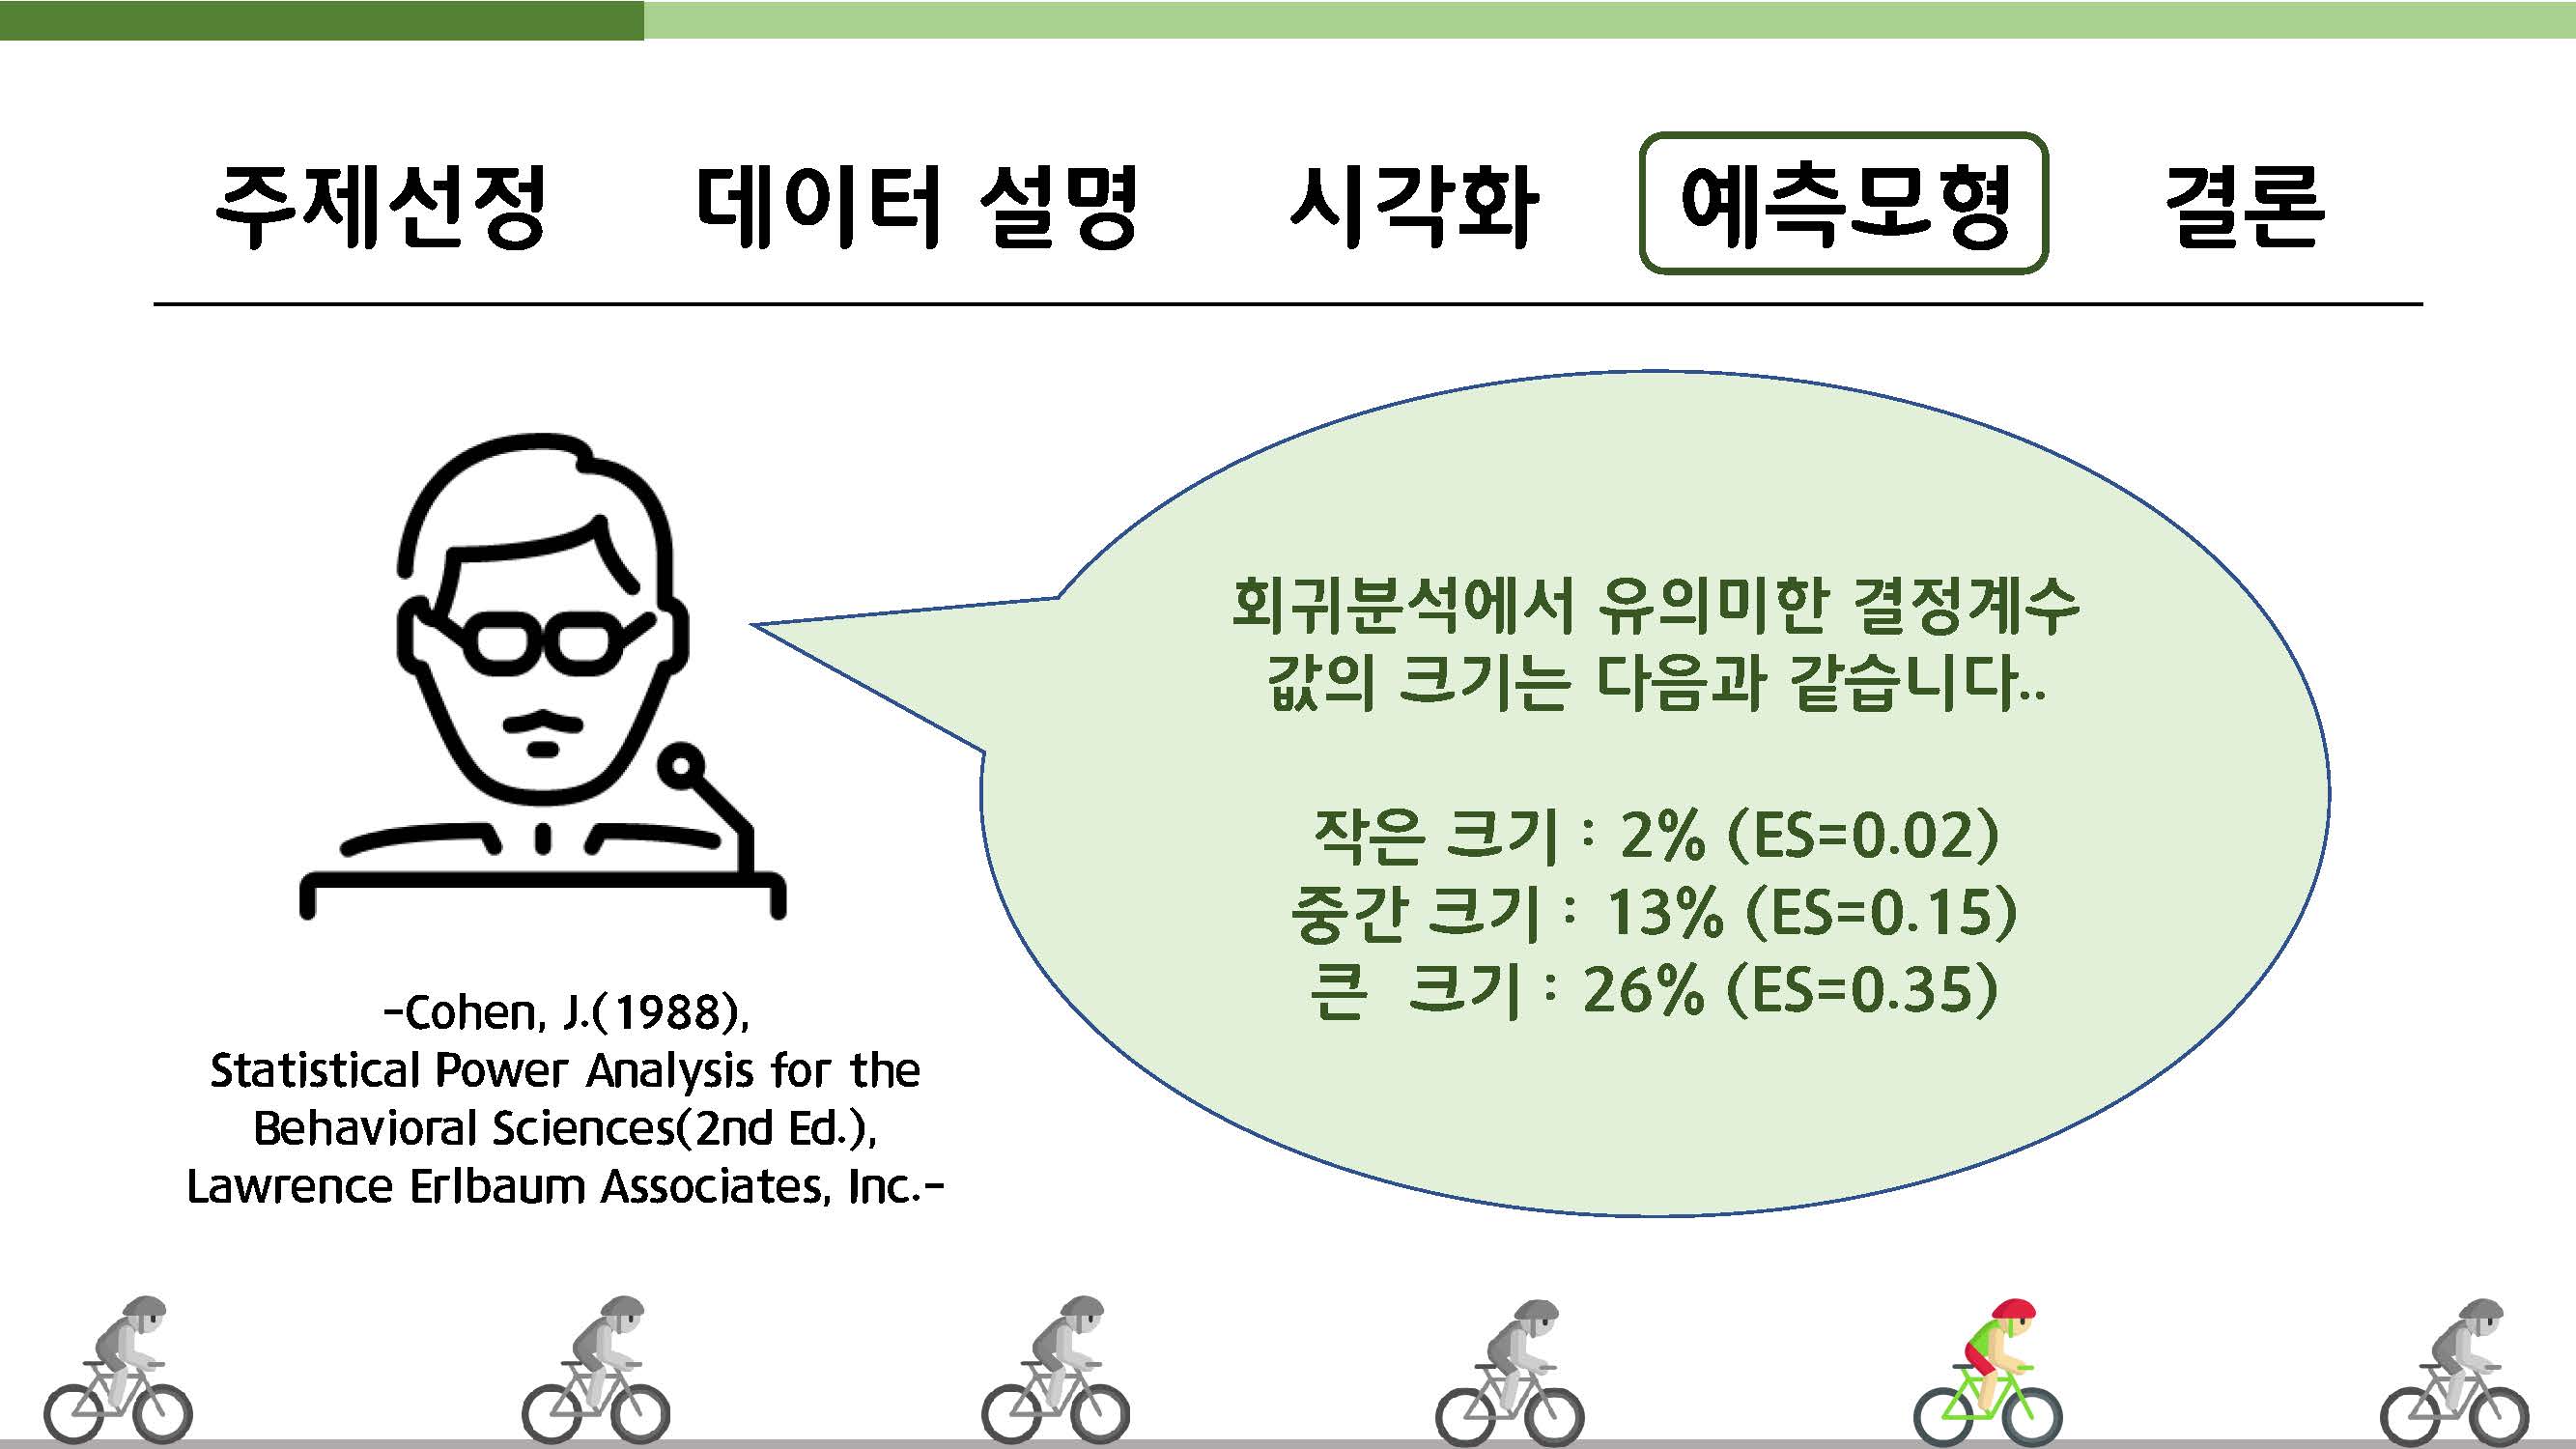 주제선정 데이터 설명 시각화 예측모형 결론
회귀분석에서 유의미한 결정계수
값의 크기는 다음과 같습니다..
작은 크기 : 2% (ES=0.02)
중간 크기 : 13% (ES=0.15)
큰 크기 : 26% (ES=0.35)
-Cohen, J.(1988),
Statistical Power Analysis for the
Behavioral Sciences(2nd Ed.),
Lawrence Erlbaum Associates, Inc.-